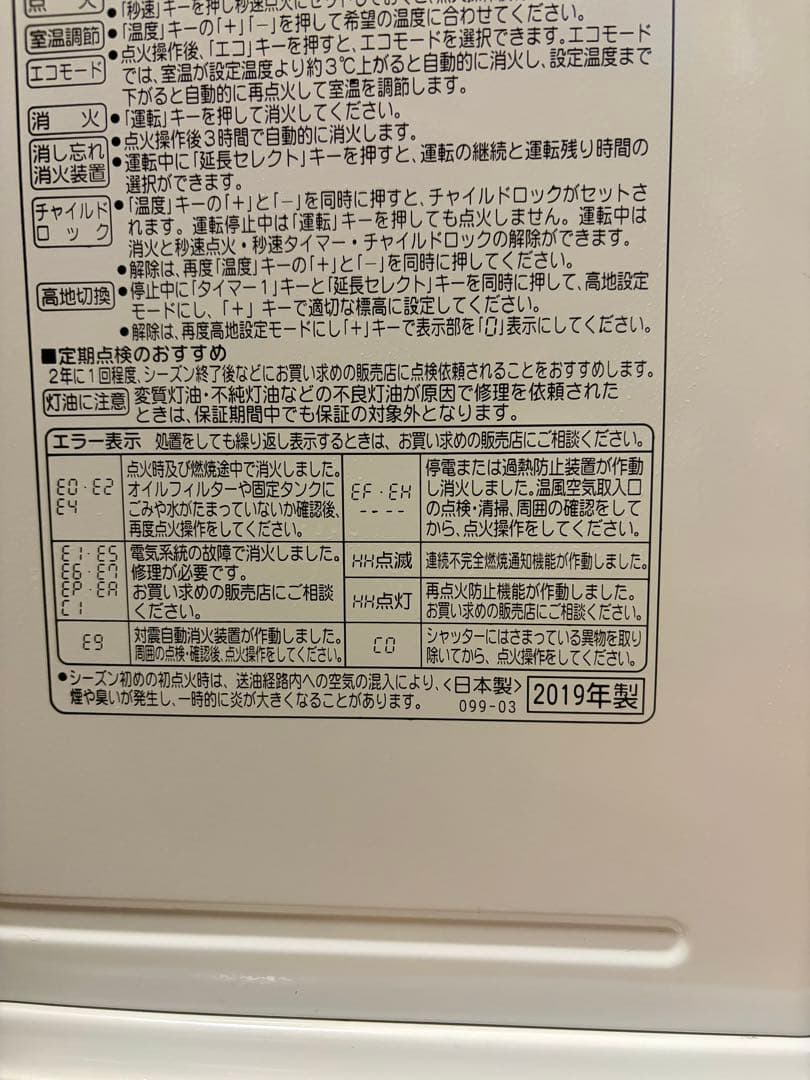 点 火
●「秒速」キーを押し秒速点火にセットし
室温調節
●「温度」キーの「+」「−」を押して希望の温度に合わせてください。
エコモード
●点火操作後、「エコ」キーを押すと、エコモードを選択できます。エコモード
では、室温が設定温度より約3℃上がると自動的に消火し、設定温度まで
下がると自動的に再点火して室温を調節します。
消 火
●「運転」キーを押して消火してください。
消し忘れ
消火装置
●点火操作後3時間で自動的に消火します。
●運転中に「延長セレクト」キーを押すと、運転の継続と運転残り時間の
選択ができます。
チャイルド
ロック
●「温度」キーの「+」と「−」を同時に押すと、チャイルドロックがセットさ
れます。運転停止中は「運転」キーを押しても点火しません。運転中は
消火と秒速点火・秒速タイマー・チャイルドロックの解除ができます。
●解除は、再度「温度」キーの「+」と「−」を同時に押してください。
高地切換
●停止中に「タイマー1」キーと「延長セレクト」キーを同時に押して、高地設定
モードにし、「+」キーで適切な標高に設定してください。
●解除は、再度高地設定モードにし「+」キーで表示部を「0」表示にしてください。
■定期点検のおすすめ
2年に1回程度、シーズン終了後などにお買い求めの販売店に点検依頼されることをおすすめします。
灯油に注意
変質灯油・不純灯油などの不良灯油が原因で修理を依頼された
ときは、保証期間中でも保証の対象外となります。
エラー表示 処置をしても繰り返し表示するときは、お買い求めの販売店にご相談ください。
E0・E2
E4
点火時及び燃焼途中で消火しました。
オイルフィルターや固定タンクに
ごみや水がたまっていないか確認後、
再度点火操作をしてください。
EF・EH
----
停電または過熱防止装置が作動
し消火しました。温風空気取入口
の点検・清掃、周囲の確認をして
から、点火操作をしてください。
E1・E5
E6・E7
EP・EA
C1
電気系統の故障で消火しました。
修理が必要です。
お買い求めの販売店にご相談
ください。
HH点滅
連続不完全燃焼通知機能が作動しました。
HH点灯
再点火防止機能が作動しました。
お買い求めの販売店にご相談ください。
E9
対震自動消火装置が作動しました。
周囲の点検・確認後、点火操作をしてください。
C0
シャッターにはさまっている異物を取り
除いてから、点火操作をしてください。
●シーズン初めの初点火時は、送油経路内への空気の混入により、
煙や臭いが発生し、一時的に炎が大きくなることがあります。
<日本製>
099-03
2019年製